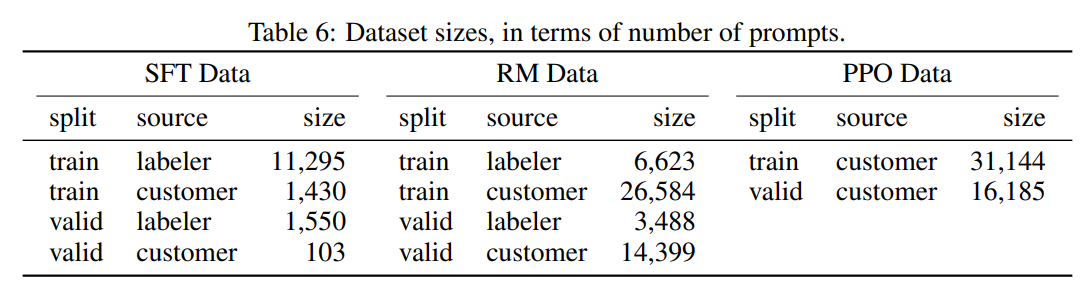 Table 6: Dataset sizes, in terms of number of prompts.
SFT Data RM Data PPO Data
split source size split source size split source size
train labeler 11,295 train labeler 6,623 train customer 31,144
train customer 1,430 train customer 26,584 valid customer 16,185
valid labeler 1,550 valid labeler 3,488
valid customer 103 valid customer 14,399